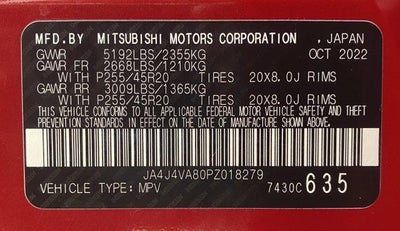 MFD.BY MITSUBISHI MOTORS CORPORATION , JAPAN
GVWR 5192LBS/2355KG OCT 2022
GAWR FR 2668LBS/1210KG
WITH P255/45R20 TIRES 20X8.0J RIMS
GAWR RR 3009LBS/1365KG
WITH P255/45R20 TIRES 20X8.0J RIMS
THIS VEHICLE CONFORMS TO ALL APPLICABLE FEDERAL MOTOR VEHICLE SAFETY AND THEFT
PREVENTION STANDARDS IN EFFECT ON THE DATE OF MANUFACTURE SHOWN ABOVE
JA4J4VA80PZ018279
VEHICLE TYPE: MPV 7430C 635